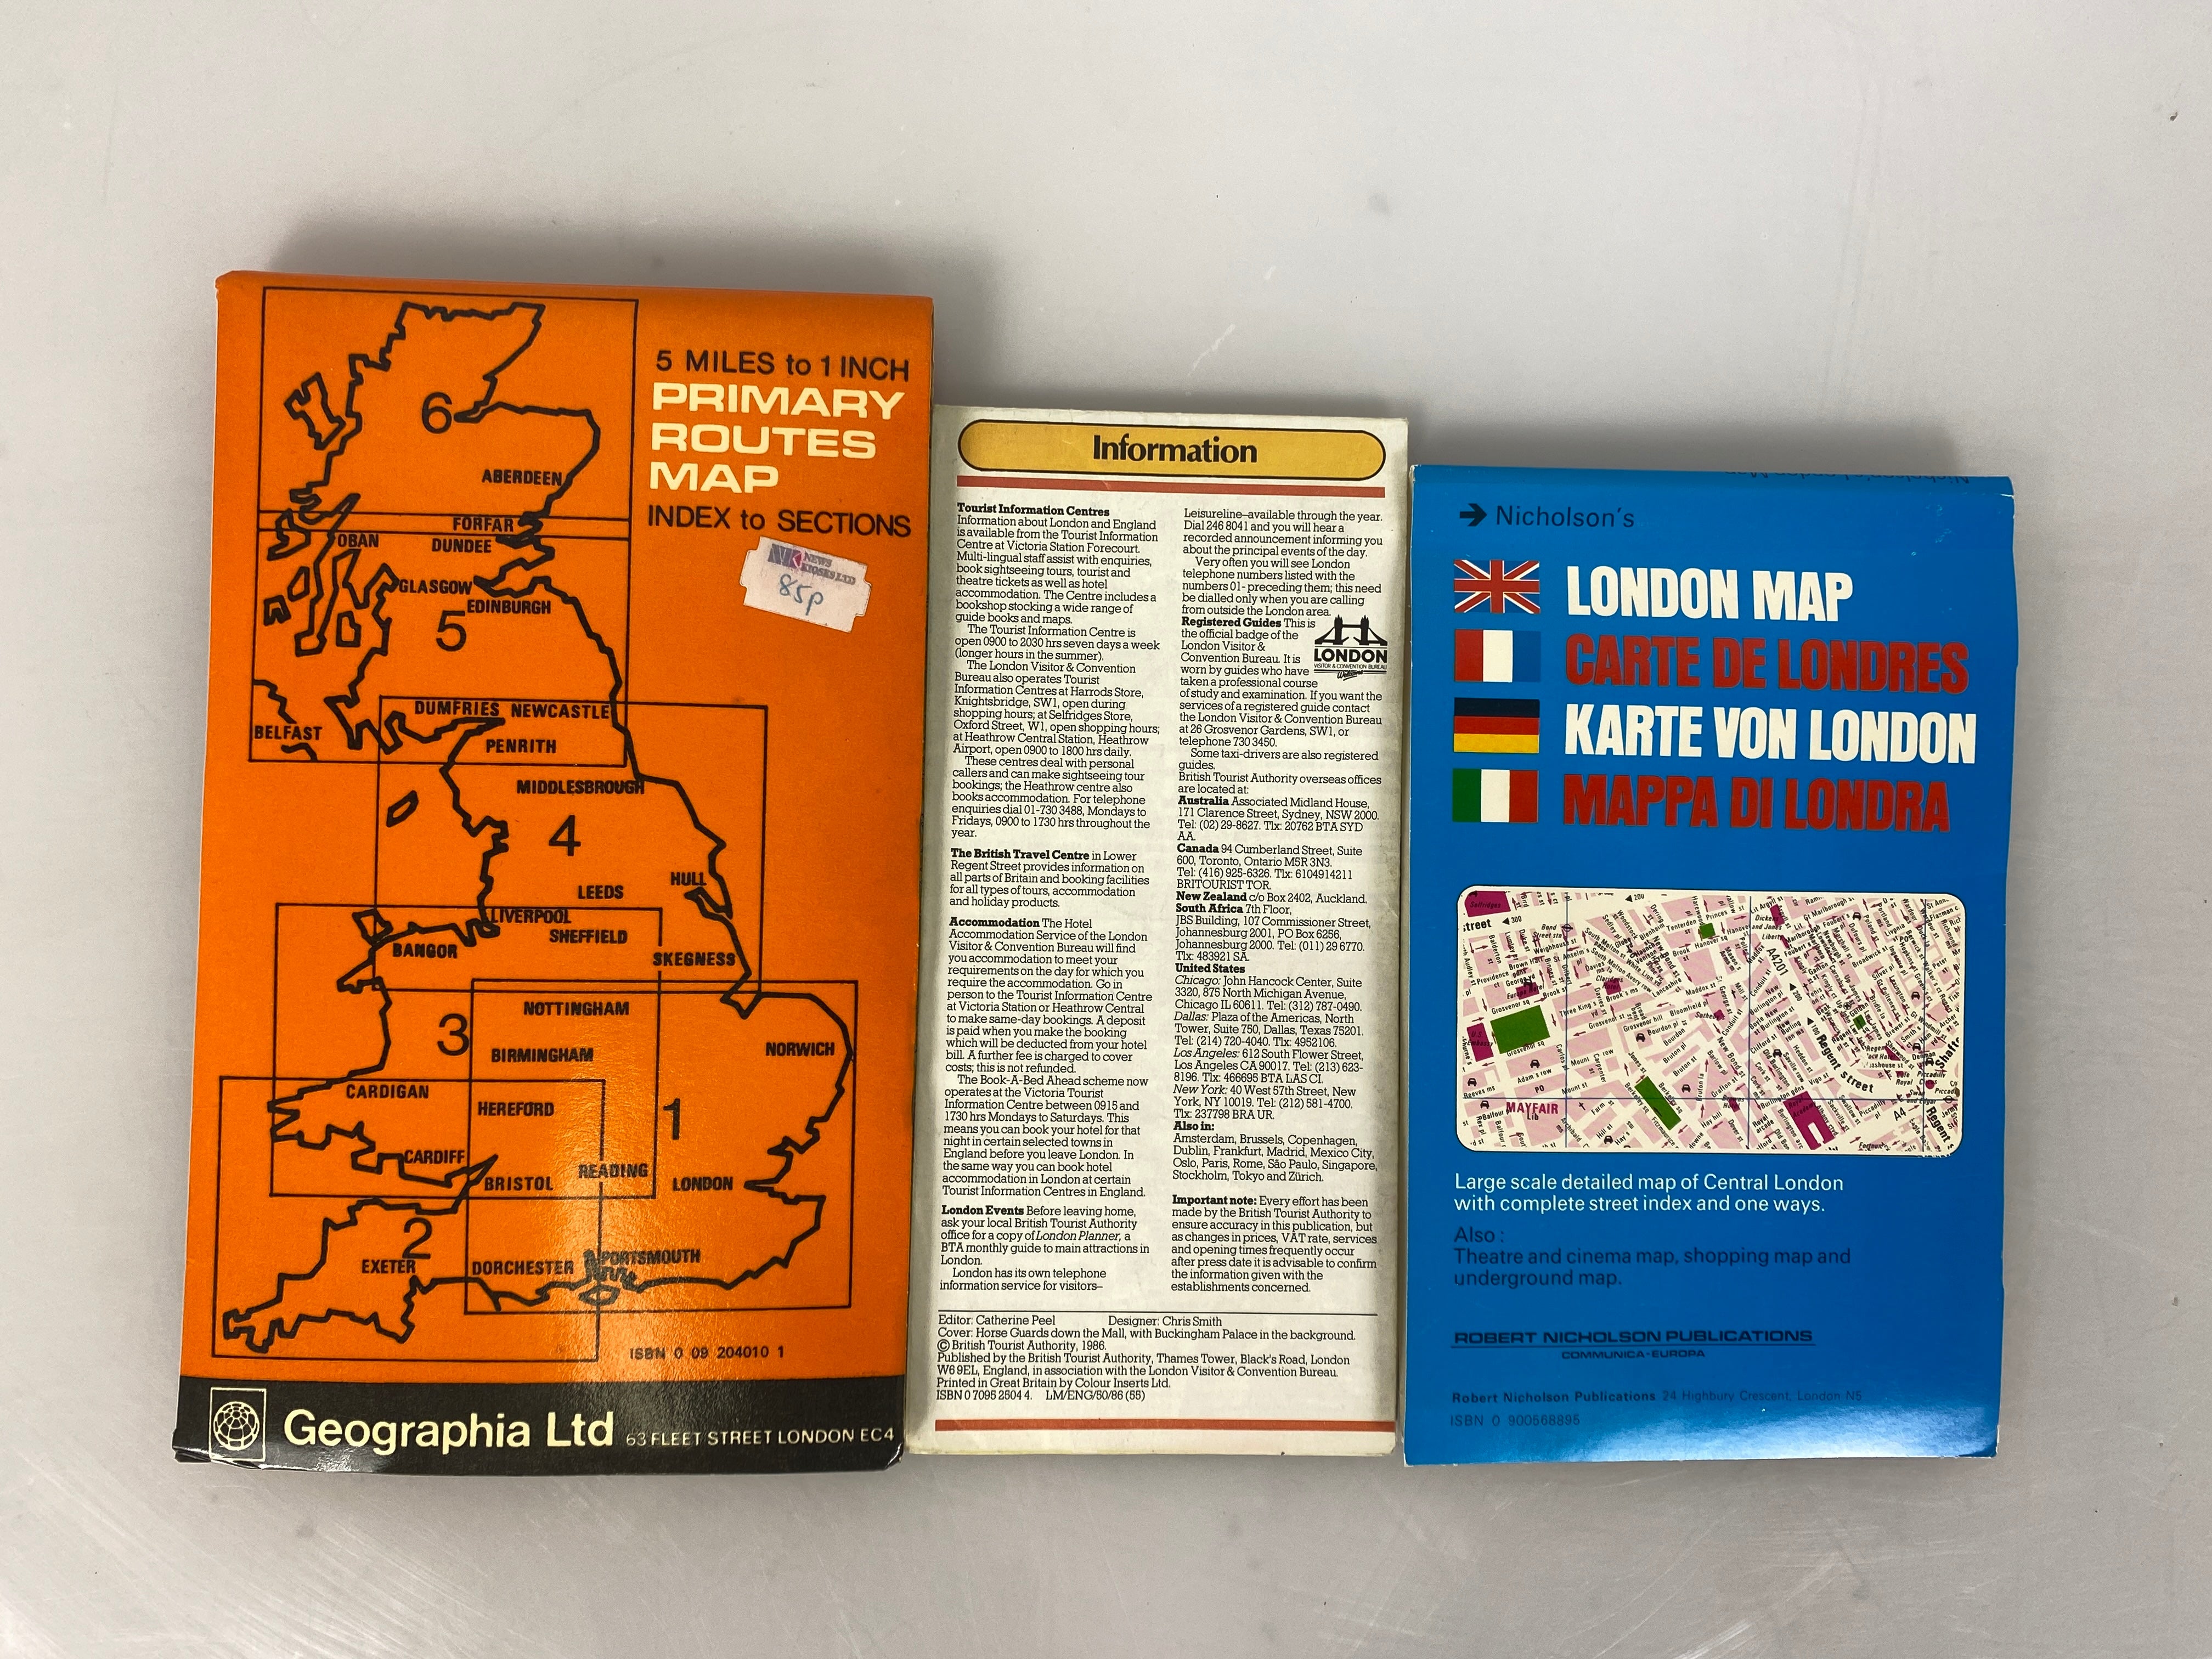 6
ABERDEEN
FORFAR
OBAN
DUNDEE
GLASGOW
EDINBURGH
5
DUMFRIES NEWCASTLE
BELFAST
PENRITH
MIDDLESBROUGH
4
HULL
LEEDS
LIVERPOOL
SHEFFIELD
BANGOR
SKEGNESS
NOTTINGHAM
3
BIRMINGHAM
NORWICH
CARDIGAN
HEREFORD
1
CARDIFF
READING
BRISTOL
LONDON
2
PORTSMOUTH
EXETER
DORCHESTER
5 MILES to 1 INCH
PRIMARY
ROUTES
MAP
INDEX to SECTIONS
NK NEWS
KIOSKS LTD
85p
ISBN 0 09 204010 1
Geographia Ltd 63 FLEET STREET LONDON EC4
Information
Tourist Information Centres
Information about London and England
is available from the Tourist Information
Centre at Victoria Station Forecourt.
Multi-lingual staff assist with enquiries,
book sightseeing tours, tourist and
theatre tickets as well as hotel
accommodation. The Centre includes a
bookshop stocking a wide range of
guide books and maps.
The Tourist Information Centre is
open 0900 to 2030 hrs seven days a week
(longer hours in the summer).
The London Visitor & Convention
Bureau also operates Tourist
Information Centres at Harrods Store,
Knightsbridge, SW1, open during
shopping hours; at Selfridges Store,
Oxford Street, W1, open shopping hours;
at Heathrow Central Station, Heathrow
Airport, open 0900 to 1800 hrs daily.
These centres deal with personal
callers and can make sightseeing tour
bookings; the Heathrow centre also
books accommodation. For telephone
enquiries dial 01-730 3488, Mondays to
Fridays, 0900 to 1730 hrs throughout the
year.
The British Travel Centre in Lower
Regent Street provides information on
all parts of Britain and booking facilities
for all types of tours, accommodation
and holiday products.
Accommodation The Hotel
Accommodation Service of the London
Visitor & Convention Bureau will find
you accommodation to meet your
requirements on the day for which you
require the accommodation. Go in
person to the Tourist Information Centre
at Victoria Station or Heathrow Central
to make same-day bookings. A deposit
is paid when you make the booking
which will be deducted from your hotel
bill. A further fee is charged to cover
costs; this is not refunded.
The Book-A-Bed Ahead scheme now
operates at the Victoria Tourist
Information Centre between 0915 and
1730 hrs Mondays to Saturdays. This
means you can book your hotel for that
night in certain selected towns in
England before you leave London. In
the same way you can book hotel
accommodation in London at certain
Tourist Information Centres in England.
London Events Before leaving home,
ask your local British Tourist Authority
office for a copy of London Planner, a
BTA monthly guide to main attractions in
London.
London has its own telephone
information service for visitors–
Leisureline–available through the year.
Dial 246 8041 and you will hear a
recorded announcement informing you
about the principal events of the day.
Very often you will see London
telephone numbers listed with the
numbers 01- preceding them; this need
be dialled only when you are calling
from outside the London area.
Registered Guides This is
the official badge of the
London Visitor &
Convention Bureau. It is
worn by guides who have
taken a professional course
of study and examination. If you want the
services of a registered guide contact
the London Visitor & Convention Bureau
at 26 Grosvenor Gardens, SW1, or
telephone 730 3450.
LONDON
VISITOR & CONVENTION BUREAU
Some taxi-drivers are also registered
guides.
British Tourist Authority overseas offices
are located at:
Australia Associated Midland House,
171 Clarence Street, Sydney, NSW 2000.
Tel: (02) 29-8627. Tlx: 20762 BTA SYD
AA.
Canada 94 Cumberland Street, Suite
600, Toronto, Ontario M5R 3N3.
Tel: (416) 925-6326. Tlx: 6104914211
BRITOURIST TOR.
New Zealand c/o Box 2402, Auckland.
South Africa 7th Floor,
JBS Building, 107 Commissioner Street,
Johannesburg 2001, PO Box 6256,
Johannesburg 2000. Tel: (011) 29 6770.
Tlx: 483921 SA.
United States
Chicago: John Hancock Center, Suite
3320, 875 North Michigan Avenue,
Chicago IL 60611. Tel: (312) 787-0490.
Dallas: Plaza of the Americas, North
Tower, Suite 750, Dallas, Texas 75201.
Tel: (214) 720-4040. Tlx: 4952106.
Los Angeles: 612 South Flower Street,
Los Angeles CA 90017. Tel: (213) 623-
8196. Tlx: 466695 BTA LAS CI.
New York: 40 West 57th Street, New
York, NY 10019. Tel: (212) 581-4700.
Tlx: 237798 BRA UR.
Also in:
Amsterdam, Brussels, Copenhagen,
Dublin, Frankfurt, Madrid, Mexico City,
Oslo, Paris, Rome, São Paulo, Singapore,
Stockholm, Tokyo and Zürich.
Important note: Every effort has been
made by the British Tourist Authority to
ensure accuracy in this publication, but
as changes in prices, VAT rate, services
and opening times frequently occur
after press date it is advisable to confirm
the information given with the
establishments concerned.
Editor: Catherine Peel Designer: Chris Smith
Cover: Horse Guards down the Mall, with Buckingham Palace in the background.
© British Tourist Authority, 1986.
Published by the British Tourist Authority, Thames Tower, Black's Road, London
W6 9EL, England, in association with the London Visitor & Convention Bureau.
Printed in Great Britain by Colour Inserts Ltd.
ISBN 0 7095 2504 4. LM/ENG/50/86 (55)
Nicholson's
LONDON MAP
CARTE DE LONDRES
KARTE VON LONDON
MAPPA DI LONDRA
Selfridges
Regent street
MAYFAIR
Lib
A4201
A4
Regent
Large scale detailed map of Central London
with complete street index and one ways.
Also :
Theatre and cinema map, shopping map and
underground map.
ROBERT NICHOLSON PUBLICATIONS
COMMUNICA-EUROPA
Robert Nicholson Publications 24 Highbury Crescent London N5
ISBN 0 900568895